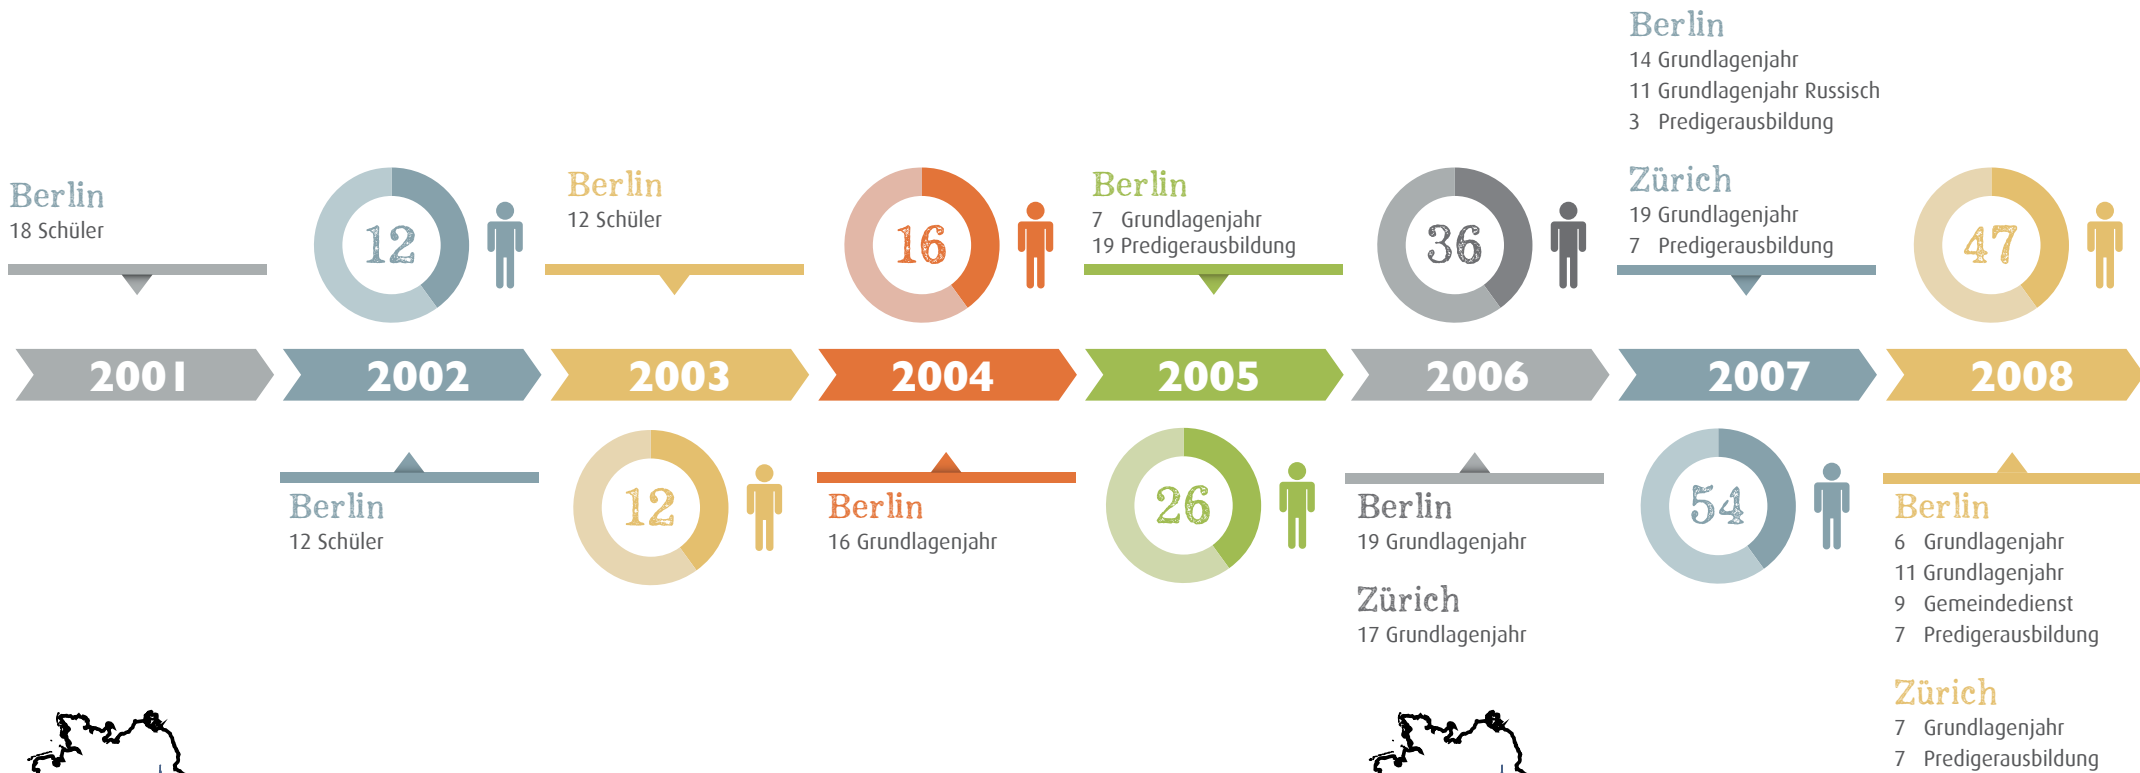 Berlin
18 Schüler
2001
12
2002
Berlin
12 Schüler
Berlin
12 Schüler
2003
12
16
2004
Berlin
16 Grundlagenjahr
Berlin
7 Grundlagenjahr
19 Predigerausbildung
2005
26
36
2006
Berlin
19 Grundlagenjahr
Zürich
17 Grundlagenjahr
Berlin
14 Grundlagenjahr
11 Grundlagenjahr Russisch
3 Predigerausbildung
Zürich
19 Grundlagenjahr
7 Predigerausbildung
2007
54
47
2008
Berlin
6 Grundlagenjahr
11 Grundlagenjahr
9 Gemeindedienst
7 Predigerausbildung
Zürich
7 Grundlagenjahr
7 Predigerausbildung